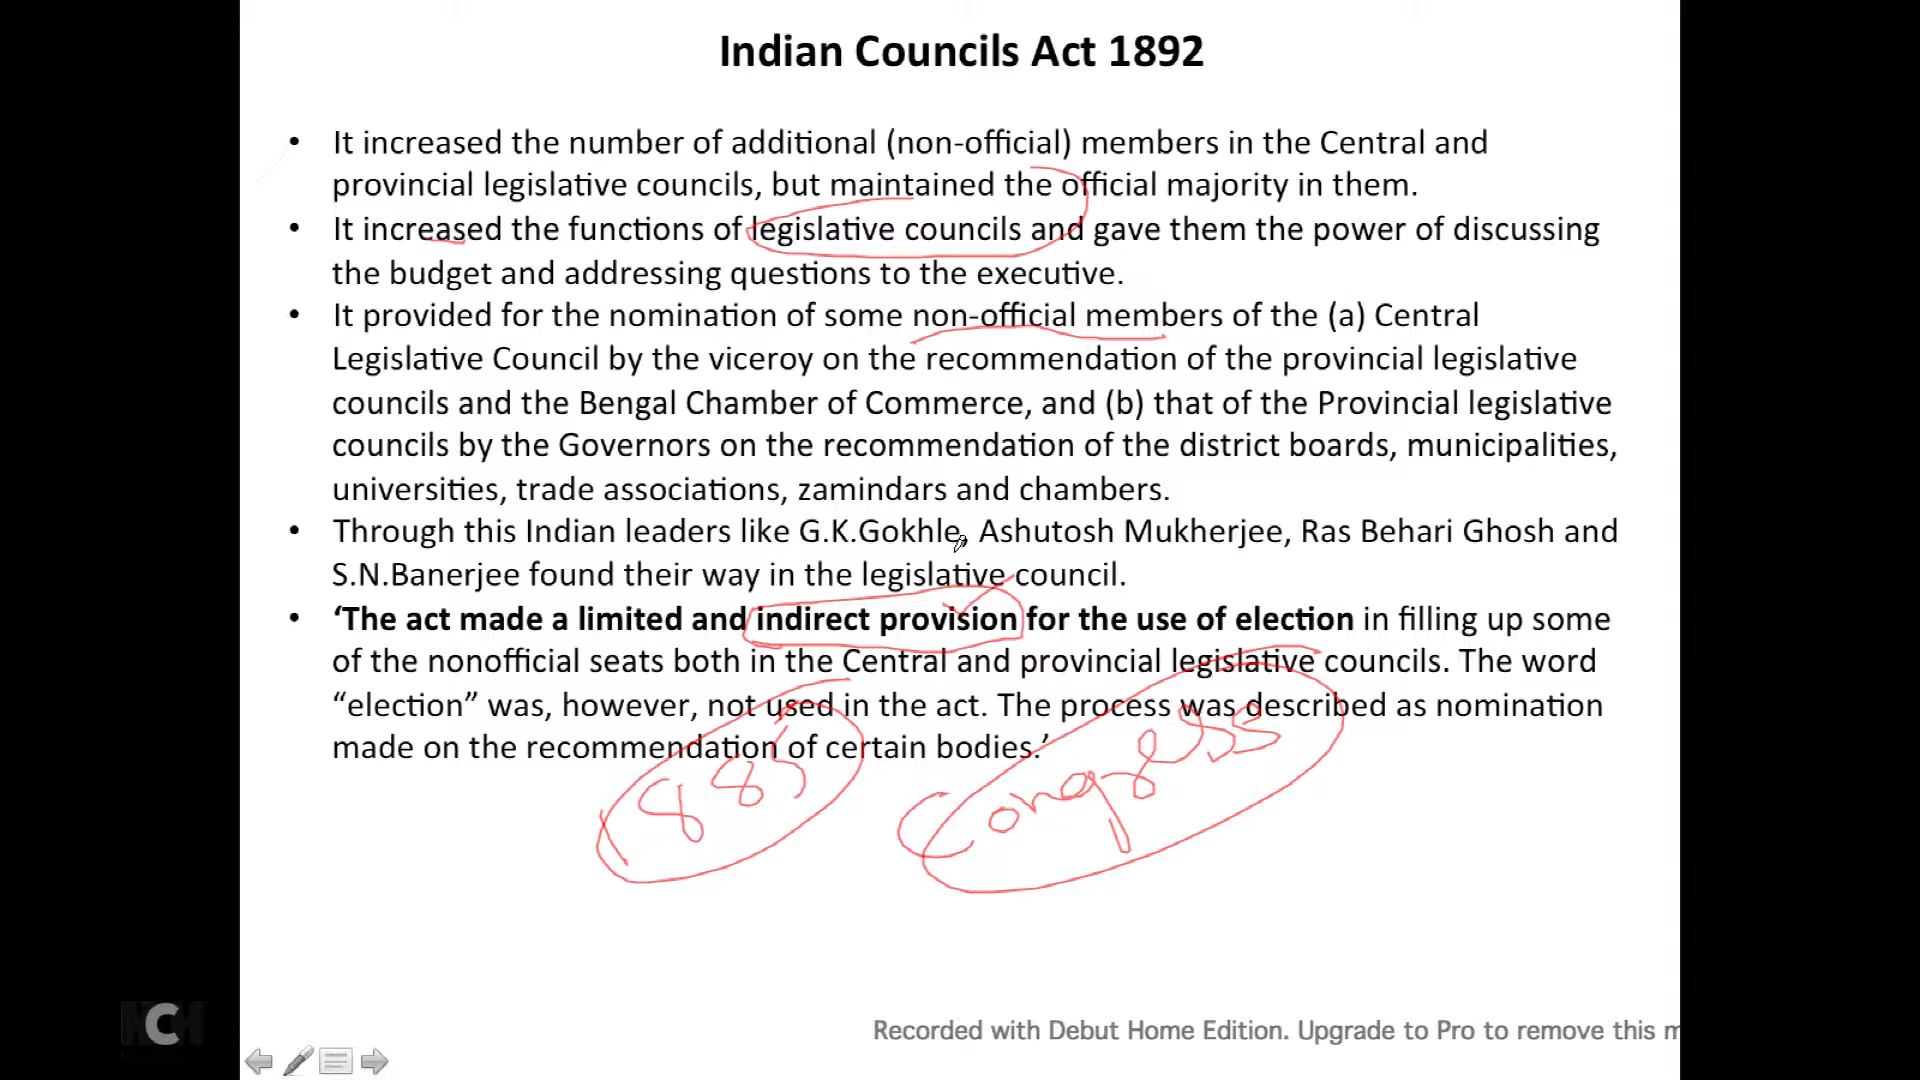 Indian Councils Act 1892
• It increased the number of additional (non-official) members in the Central and
provincial legislative councils, but maintained the official majority in them.
• It increased the functions of legislative councils and gave them the power of discussing
the budget and addressing questions to the executive.
• It provided for the nomination of some non-official members of the (a) Central
Legislative Council by the viceroy on the recommendation of the provincial legislative
councils and the Bengal Chamber of Commerce, and (b) that of the Provincial legislative
councils by the Governors on the recommendation of the district boards, municipalities,
universities, trade associations, zamindars and chambers.
• Through this Indian leaders like G.K.Gokhle, Ashutosh Mukherjee, Ras Behari Ghosh and
S.N.Banerjee found their way in the legislative council.
• ‘The act made a limited and indirect provision for the use of election in filling up some
of the nonofficial seats both in the Central and provincial legislative councils. The word
“election” was, however, not used in the act. The process was described as nomination
made on the recommendation of certain bodies.’
1885 Congress
Recorded with Debut Home Edition. Upgrade to Pro to remove this m